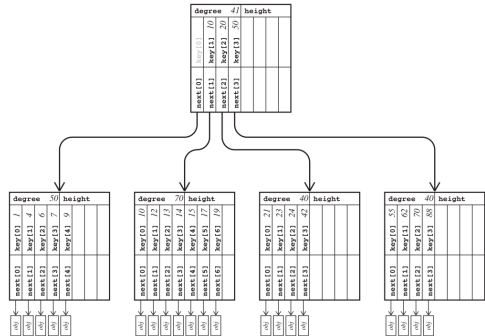 degree 41 height
key[0]
key[1] 10
key[2] 20
key[3] 50
next[0]
next[1]
next[2]
next[3]
degree 50 height
key[0] 1
key[1] 4
key[2] 6
key[3] 7
key[4] 9
next[0]
next[1]
next[2]
next[3]
next[4]
obj
obj
obj
obj
obj
degree 70 height
key[0] 10
key[1] 12
key[2] 13
key[3] 14
key[4] 15
key[5] 17
key[6] 19
next[0]
next[1]
next[2]
next[3]
next[4]
next[5]
next[6]
obj
obj
obj
obj
obj
obj
obj
degree 40 height
key[0] 21
key[1] 23
key[2] 24
key[3] 42
next[0]
next[1]
next[2]
next[3]
obj
obj
obj
obj
degree 40 height
key[0] 55
key[1] 62
key[2] 70
key[3] 88
next[0]
next[1]
next[2]
next[3]
obj
obj
obj
obj